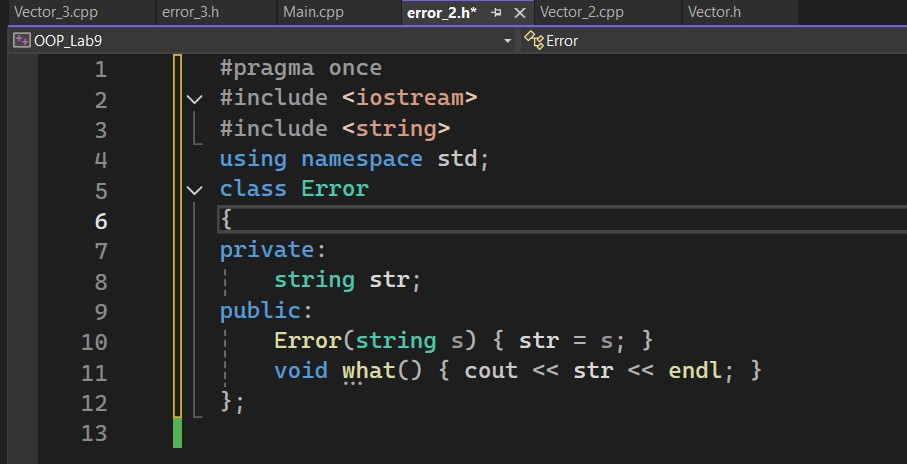 Vector_3.cpp error_3.h Main.cpp error_2.h* Vector_2.cpp Vector.h
OOP_Lab9 Error
1 #pragma once
2 #include <iostream>
3 #include <string>
4 using namespace std;
5 class Error
6 {
7 private:
8 string str;
9 public:
10 Error(string s) { str = s; }
11 void what() { cout << str << endl; }
12 };
13